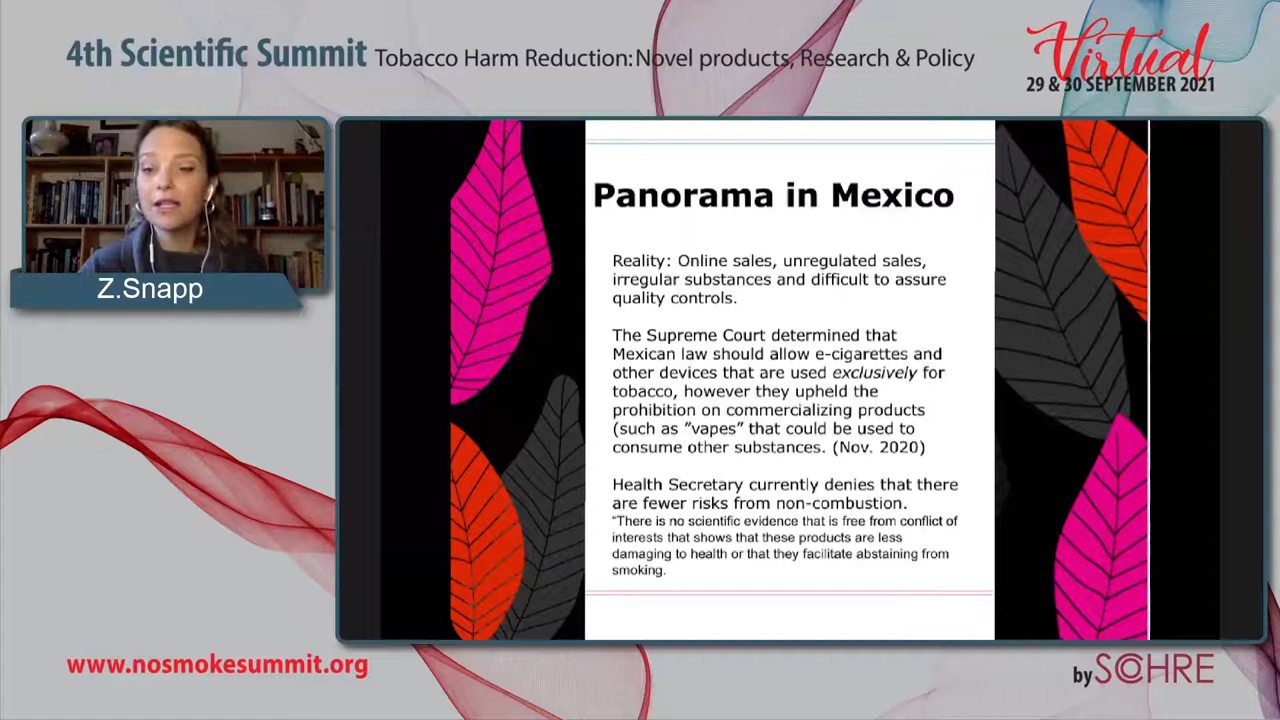 4th Scientific Summit Tobacco Harm Reduction: Novel products, Research & Policy
Virtual
29 & 30 SEPTEMBER 2021
Z.Snapp
Panorama in Mexico
Reality: Online sales, unregulated sales,
irregular substances and difficult to assure
quality controls.
The Supreme Court determined that
Mexican law should allow e-cigarettes and
other devices that are used exclusively for
tobacco, however they upheld the
prohibition on commercializing products
(such as "vapes" that could be used to
consume other substances. (Nov. 2020)
Health Secretary currently denies that there
are fewer risks from non-combustion.
"There is no scientific evidence that is free from conflict of
interests that shows that these products are less
damaging to health or that they facilitate abstaining from
smoking.
www.nosmokesummit.org
by SCOHRE